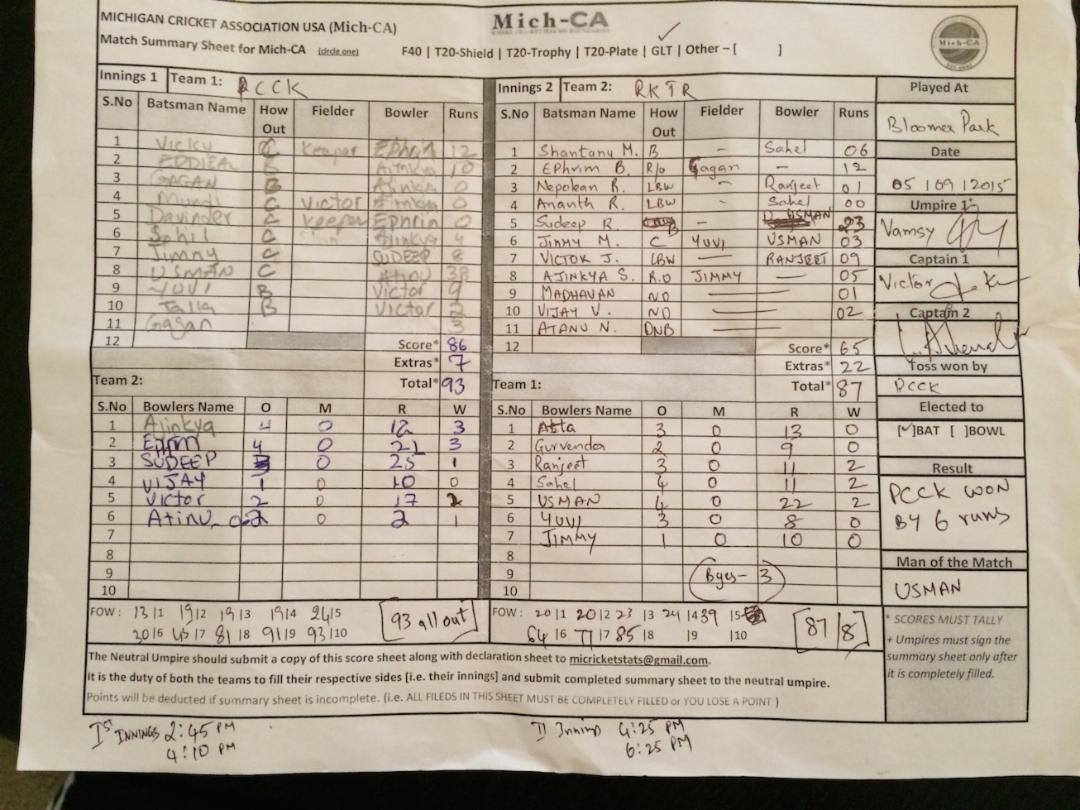 MICHIGAN CRICKET ASSOCIATION USA (Mich-CA)
Mich-CA
Match Summary Sheet for Mich-CA (circle one) F40 | T20-Shield | T20-Trophy | T20-Plate | GLT | Other – [ ]
Mich-CA
Innings 1 Team 1: PCCK
S.No Batsman Name How Out Fielder Bowler Runs
1 Vicky C Keeper Ephrin 12
2 Ajinkya 10
3 GAGAN B Ajinkya 0
4 C Victor 0
5 Davinder C Keeper Ephrin 0
6 Sahil C Ajinkya 4
7 Jimmy C SUDEEP 8
8 USMAN C Atinu 38
9 YUVI B Victor 9
10 B Victor 2
11 Gagan 3
12
Score* 86
Extras* 7
Total* 93
Team 2:
S.No Bowlers Name O M R W
1 Ajinkya 4 0 12 3
2 4 0 21 3
3 SUDEEP 0 25 1
4 VIJAY 1 0 10 0
5 Victor 2 0 17 2
6 Atinu 2 0 2 1
7
8
9
10
FOW: 13/1 19/2 19/3 19/4 24/5
/6 /7 81/8 91/9 93/10
93 all out
Innings 2 Team 2: RKTR
S.No Batsman Name How Out Fielder Bowler Runs
1 Shantanu M. B – Sahel 06
2 EPhrim B. R/o Gagan – 12
3 Nepolean R. LBW – Ranjeet 01
4 Ananth R. LBW – Sahel 00
5 Sudeep R B – USMAN 23
6 JIMMY M. C YUVI USMAN 03
7 VICTOR J. LBW – RANJEET 09
8 AJINKYA S. R.O JIMMY – 05
9 MADHAVAN NO 01
10 VIJAY V. NO 02
11 ATANU N. DNB
12
Score* 65
Extras* 22
Total* 87
Team 1:
S.No Bowlers Name O M R W
1 3 0 13 0
2 Gurvender 2 0 9 0
3 Ranjeet 3 0 11 2
4 Sahel 4 0 11 2
5 USMAN 4 0 22 2
6 YUVI 3 0 8 0
7 JIMMY 1 0 10 0
8
9
10
Byes – 3
FOW: 20/1 20/2 23/3 24/4 39/5
64/6 77/7 85/8 /9 /10
87/8
Played At
Bloomer Park
Date
05/09/2015
Umpire 1
Vamsy
Captain 1
Victor
Captain 2
Toss won by
PCCK
Elected to
[✓]BAT [ ]BOWL
Result
PCCK WON
BY 6 runs
Man of the Match
USMAN
* SCORES MUST TALLY
+ Umpires must sign the
summary sheet only after
it is completely filled.
The Neutral Umpire should submit a copy of this score sheet along with declaration sheet to micricketstats@gmail.com.
It is the duty of both the teams to fill their respective sides [i.e. their innings] and submit completed summary sheet to the neutral umpire.
Points will be deducted if summary sheet is incomplete. (i.e. ALL FILEDS IN THIS SHEET MUST BE COMPLETELY FILLED or YOU LOSE A POINT )
Ist INNINGS 2:45 PM
4:10 PM
II Innings 4:25 PM
6:25 PM